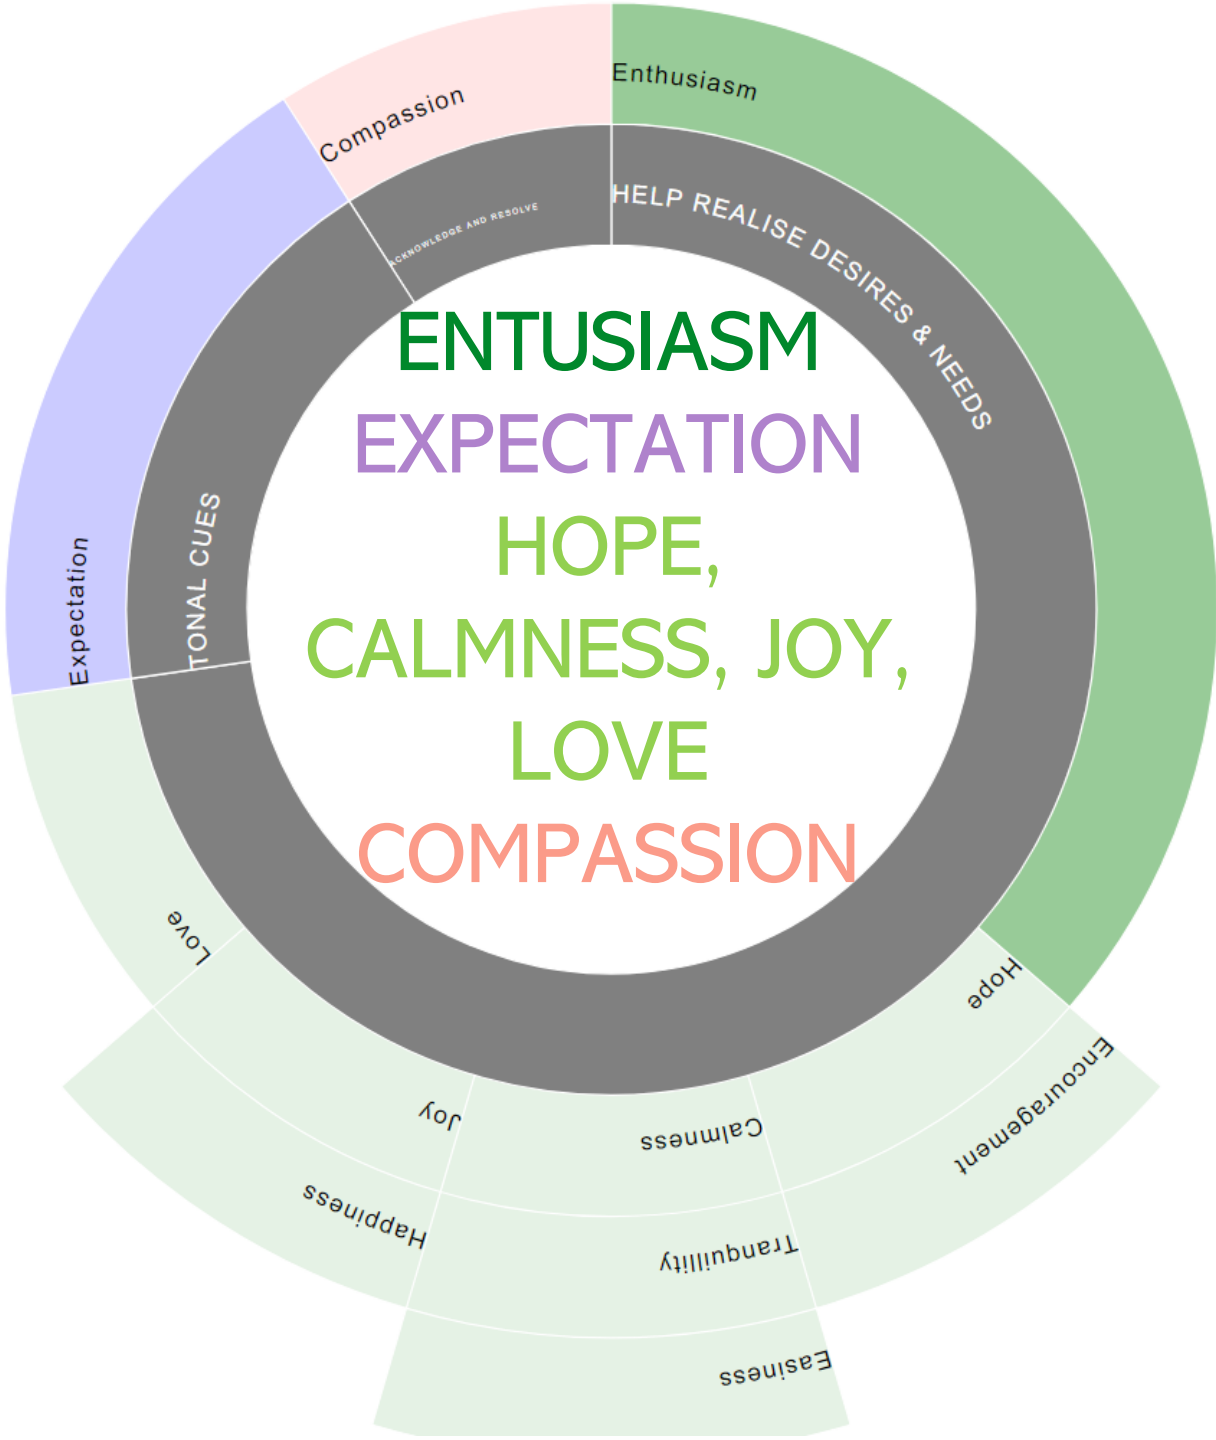 Enthusiasm
Compassion
HELP REALISE DESIRES & NEEDS
ACKNOWLEDGE AND RESOLVE
ENTUSIASM
EXPECTATION
HOPE,
CALMNESS, JOY,
LOVE
COMPASSION
TONAL CUES
Expectation
Love
Hope
Encouragement
Joy
Calmness
Happiness
Tranquillity
Easiness